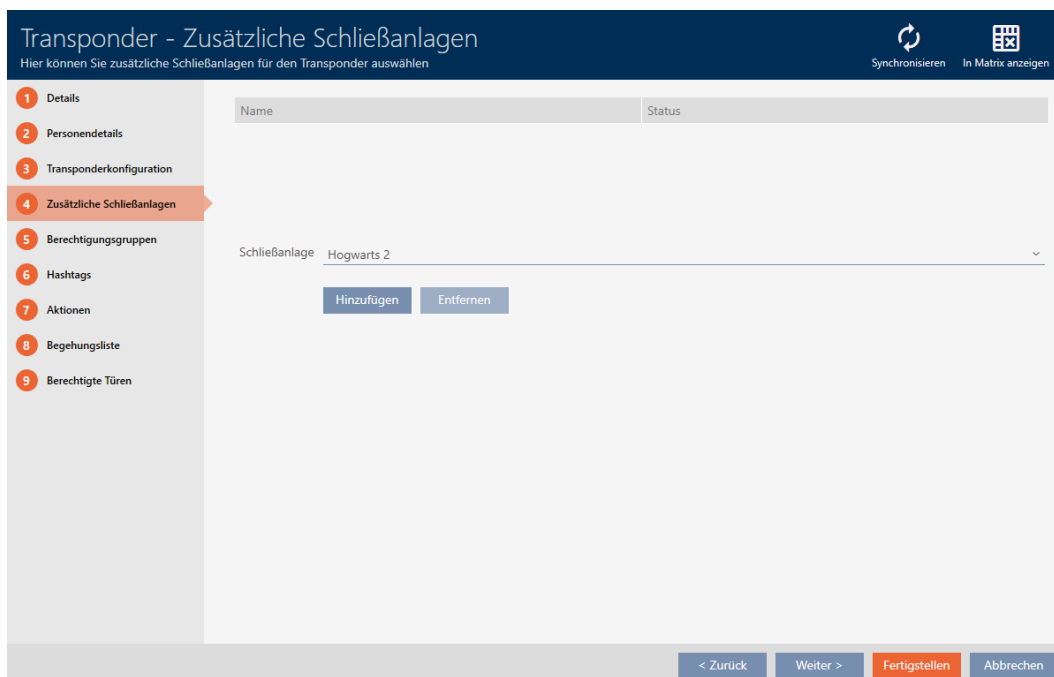 Transponder - Zusätzliche Schließanlagen
Hier können Sie zusätzliche Schließanlagen für den Transponder auswählen
Synchronisieren
In Matrix anzeigen
1 Details
2 Personendetails
3 Transponderkonfiguration
4 Zusätzliche Schließanlagen
5 Berechtigungsgruppen
6 Hashtags
7 Aktionen
8 Begehungsliste
9 Berechtigte Türen
Name Status
Schließanlage Hogwarts 2
Hinzufügen Entfernen
< Zurück Weiter > Fertigstellen Abbrechen